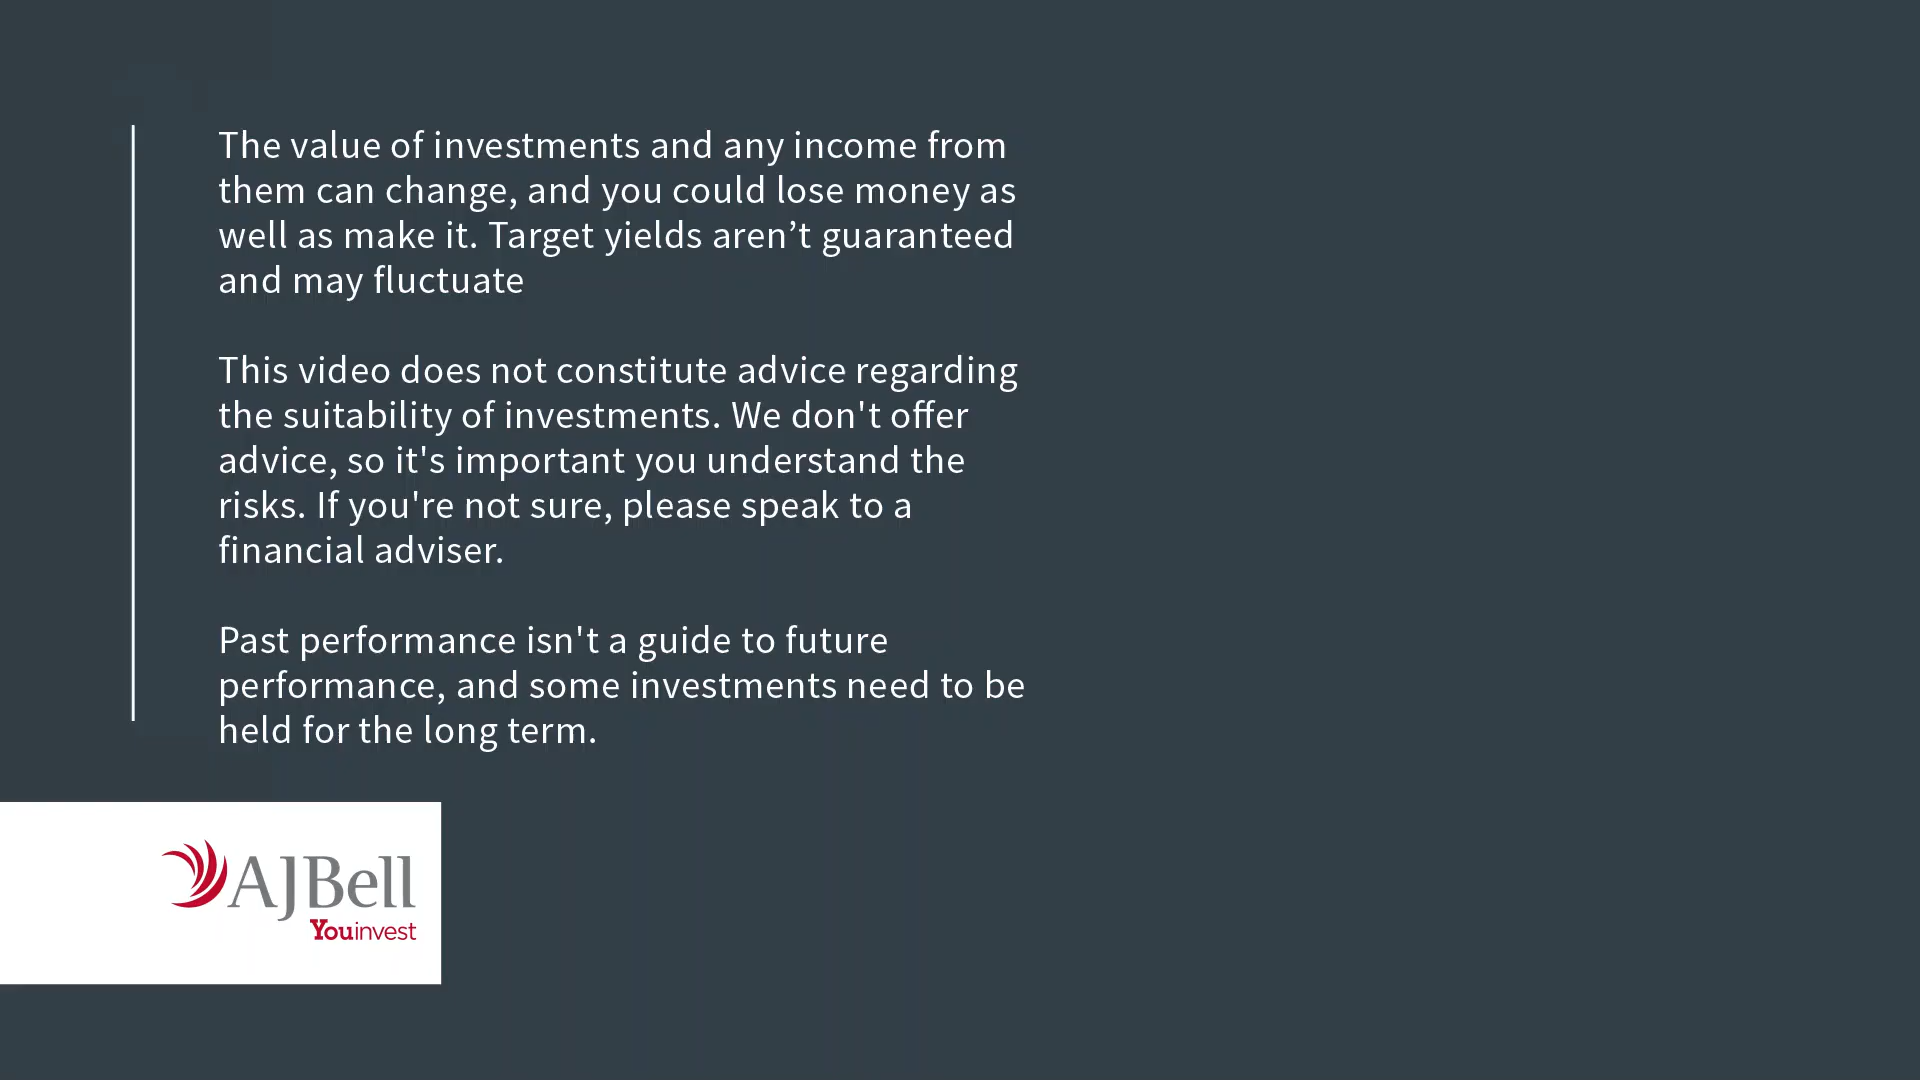 The value of investments and any income from
them can change, and you could lose money as
well as make it. Target yields aren’t guaranteed
and may fluctuate
This video does not constitute advice regarding
the suitability of investments. We don't offer
advice, so it's important you understand the
risks. If you're not sure, please speak to a
financial adviser.
Past performance isn't a guide to future
performance, and some investments need to be
held for the long term.
AJBell
Youinvest